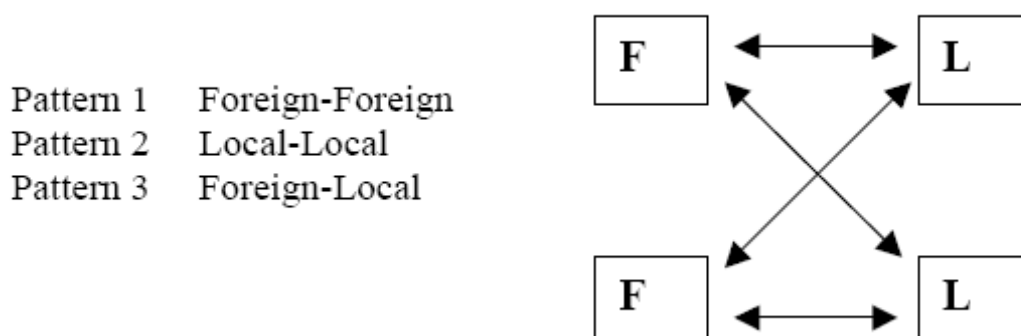 F L
Pattern 1 Foreign-Foreign
Pattern 2 Local-Local
Pattern 3 Foreign-Local
F L